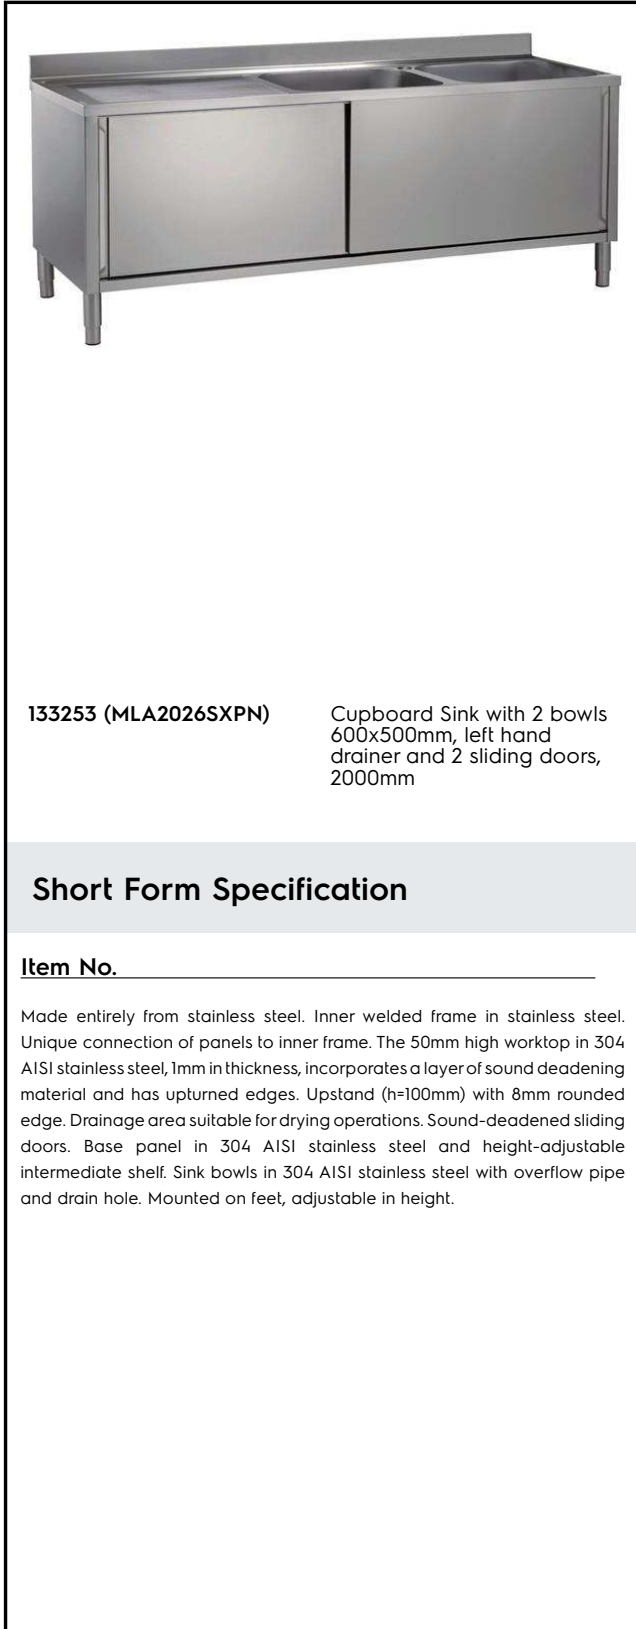 133253 (MLA2026SXPN)
Cupboard Sink with 2 bowls
600x500mm, left hand
drainer and 2 sliding doors,
2000mm
Short Form Specification
Item No.
Made entirely from stainless steel. Inner welded frame in stainless steel.
Unique connection of panels to inner frame. The 50mm high worktop in 304
AISI stainless steel, 1mm in thickness, incorporates a layer of sound deadening
material and has upturned edges. Upstand (h=100mm) with 8mm rounded
edge. Drainage area suitable for drying operations. Sound-deadened sliding
doors. Base panel in 304 AISI stainless steel and height-adjustable
intermediate shelf. Sink bowls in 304 AISI stainless steel with overflow pipe
and drain hole. Mounted on feet, adjustable in height.